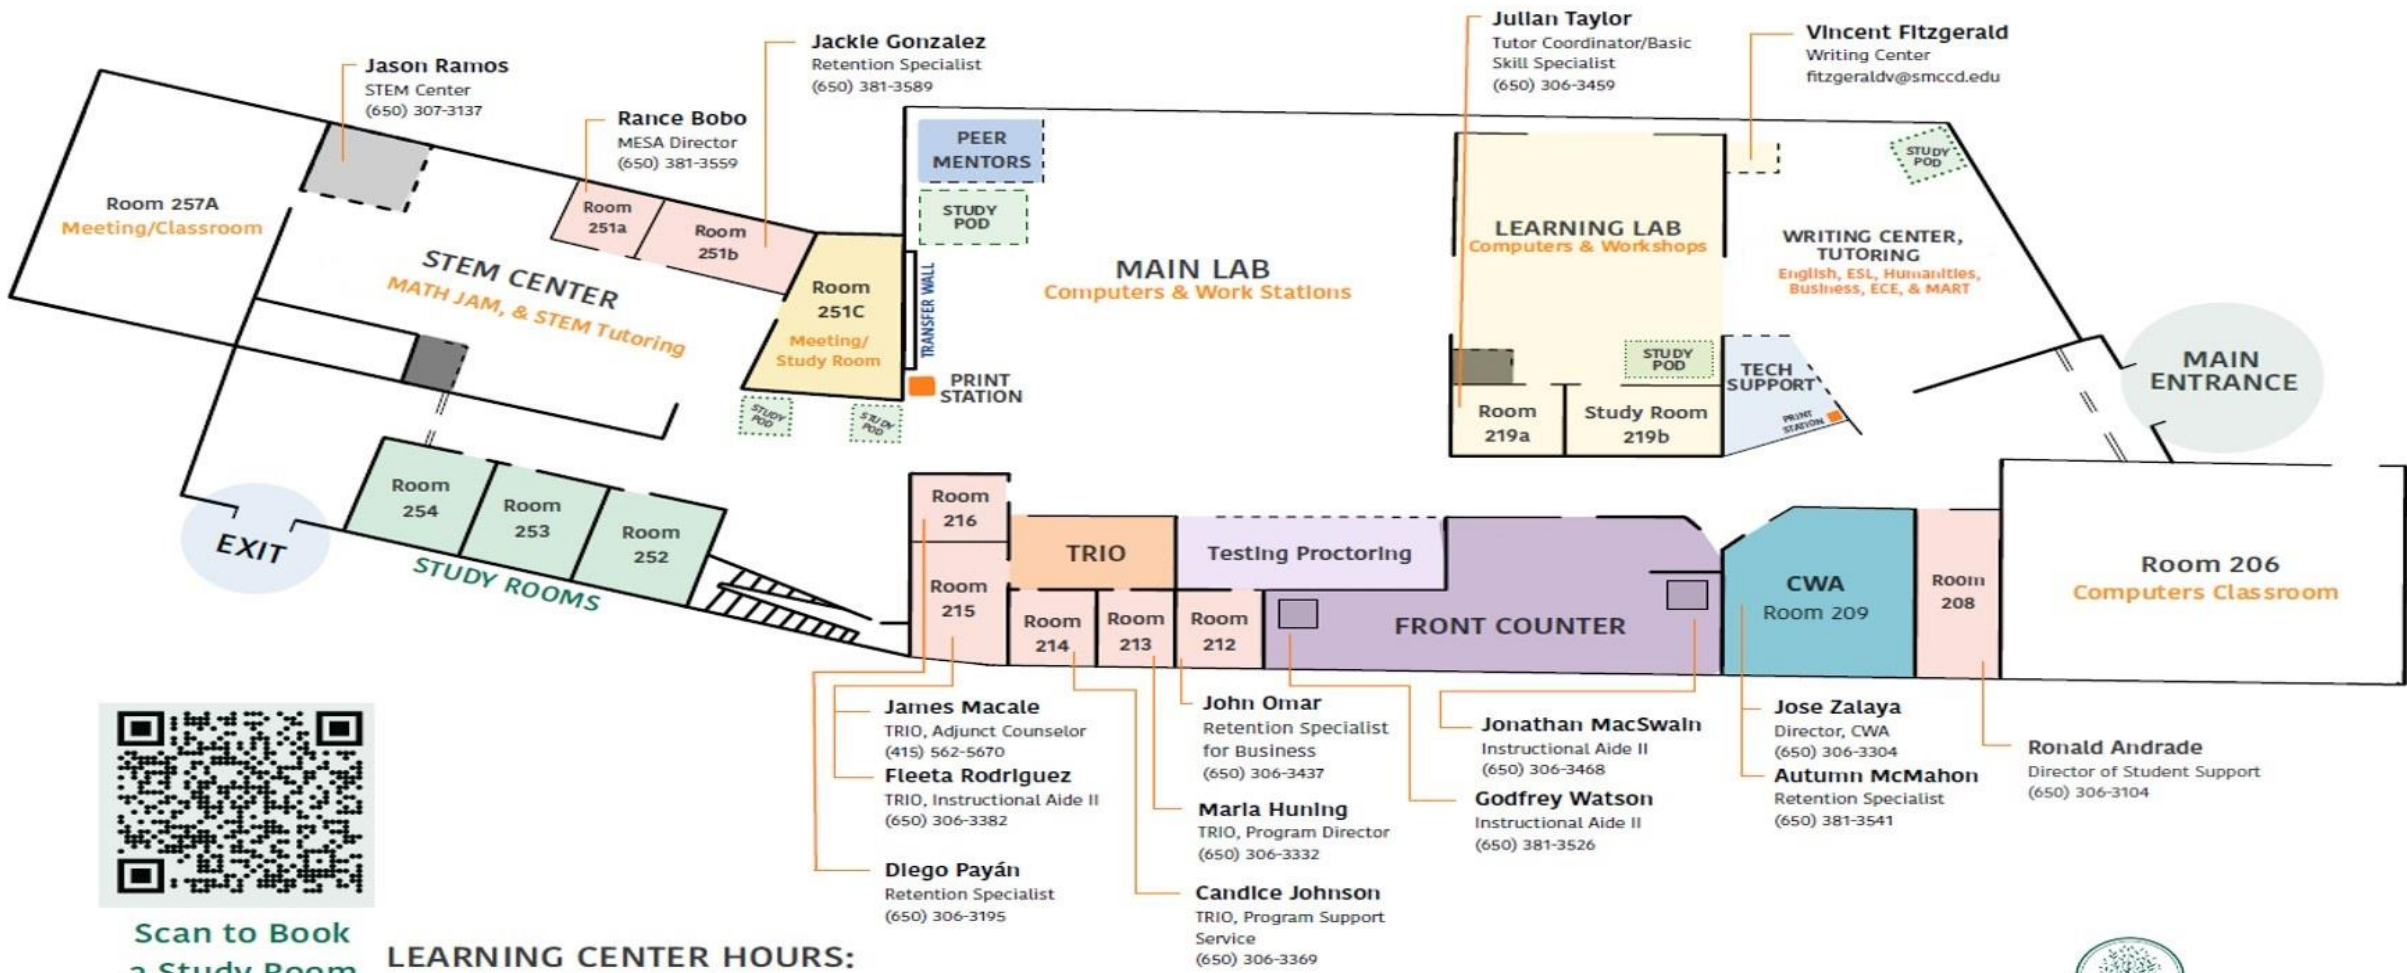 Jason Ramos
STEM Center
(650) 307-3137
Rance Bobo
MESA Director
(650) 381-3559
Jackie Gonzalez
Retention Specialist
(650) 381-3589
Julian Taylor
Tutor Coordinator/Basic
Skill Specialist
(650) 306-3459
Vincent Fitzgerald
Writing Center
fitzgeraldv@smccd.edu
Room 257A
Meeting/Classroom
STEM CENTER
MATH JAM, & STEM Tutoring
Room
251a
Room
251b
Room
251C
Meeting/
Study Room
PEER
MENTORS
STUDY
POD
TRANSFER WALL
PRINT
STATION
STUDY
POD
STUDY
POD
MAIN LAB
Computers & Work Stations
LEARNING LAB
Computers & Workshops
STUDY
POD
Room
219a
Study Room
219b
STUDY
POD
WRITING CENTER,
TUTORING
English, ESL, Humanities,
Business, ECE, & MART
TECH
SUPPORT
PRINT
STATION
MAIN
ENTRANCE
EXIT
Room
254
Room
253
Room
252
STUDY ROOMS
Room
216
Room
215
TRIO
Room
214
Room
213
Room
212
Testing Proctoring
FRONT COUNTER
CWA
Room 209
Room
208
Room 206
Computers Classroom
James Macale
TRIO, Adjunct Counselor
(415) 562-5670
Fleeta Rodriguez
TRIO, Instructional Aide II
(650) 306-3382
Diego Payán
Retention Specialist
(650) 306-3195
John Omar
Retention Specialist
for Business
(650) 306-3437
Maria Huning
TRIO, Program Director
(650) 306-3332
Candice Johnson
TRIO, Program Support
Service
(650) 306-3369
Jonathan MacSwain
Instructional Aide II
(650) 306-3468
Godfrey Watson
Instructional Aide II
(650) 381-3526
Jose Zalaya
Director, CWA
(650) 306-3304
Autumn McMahon
Retention Specialist
(650) 381-3541
Ronald Andrade
Director of Student Support
(650) 306-3104
Scan to Book
a Study Room
LEARNING CENTER HOURS: